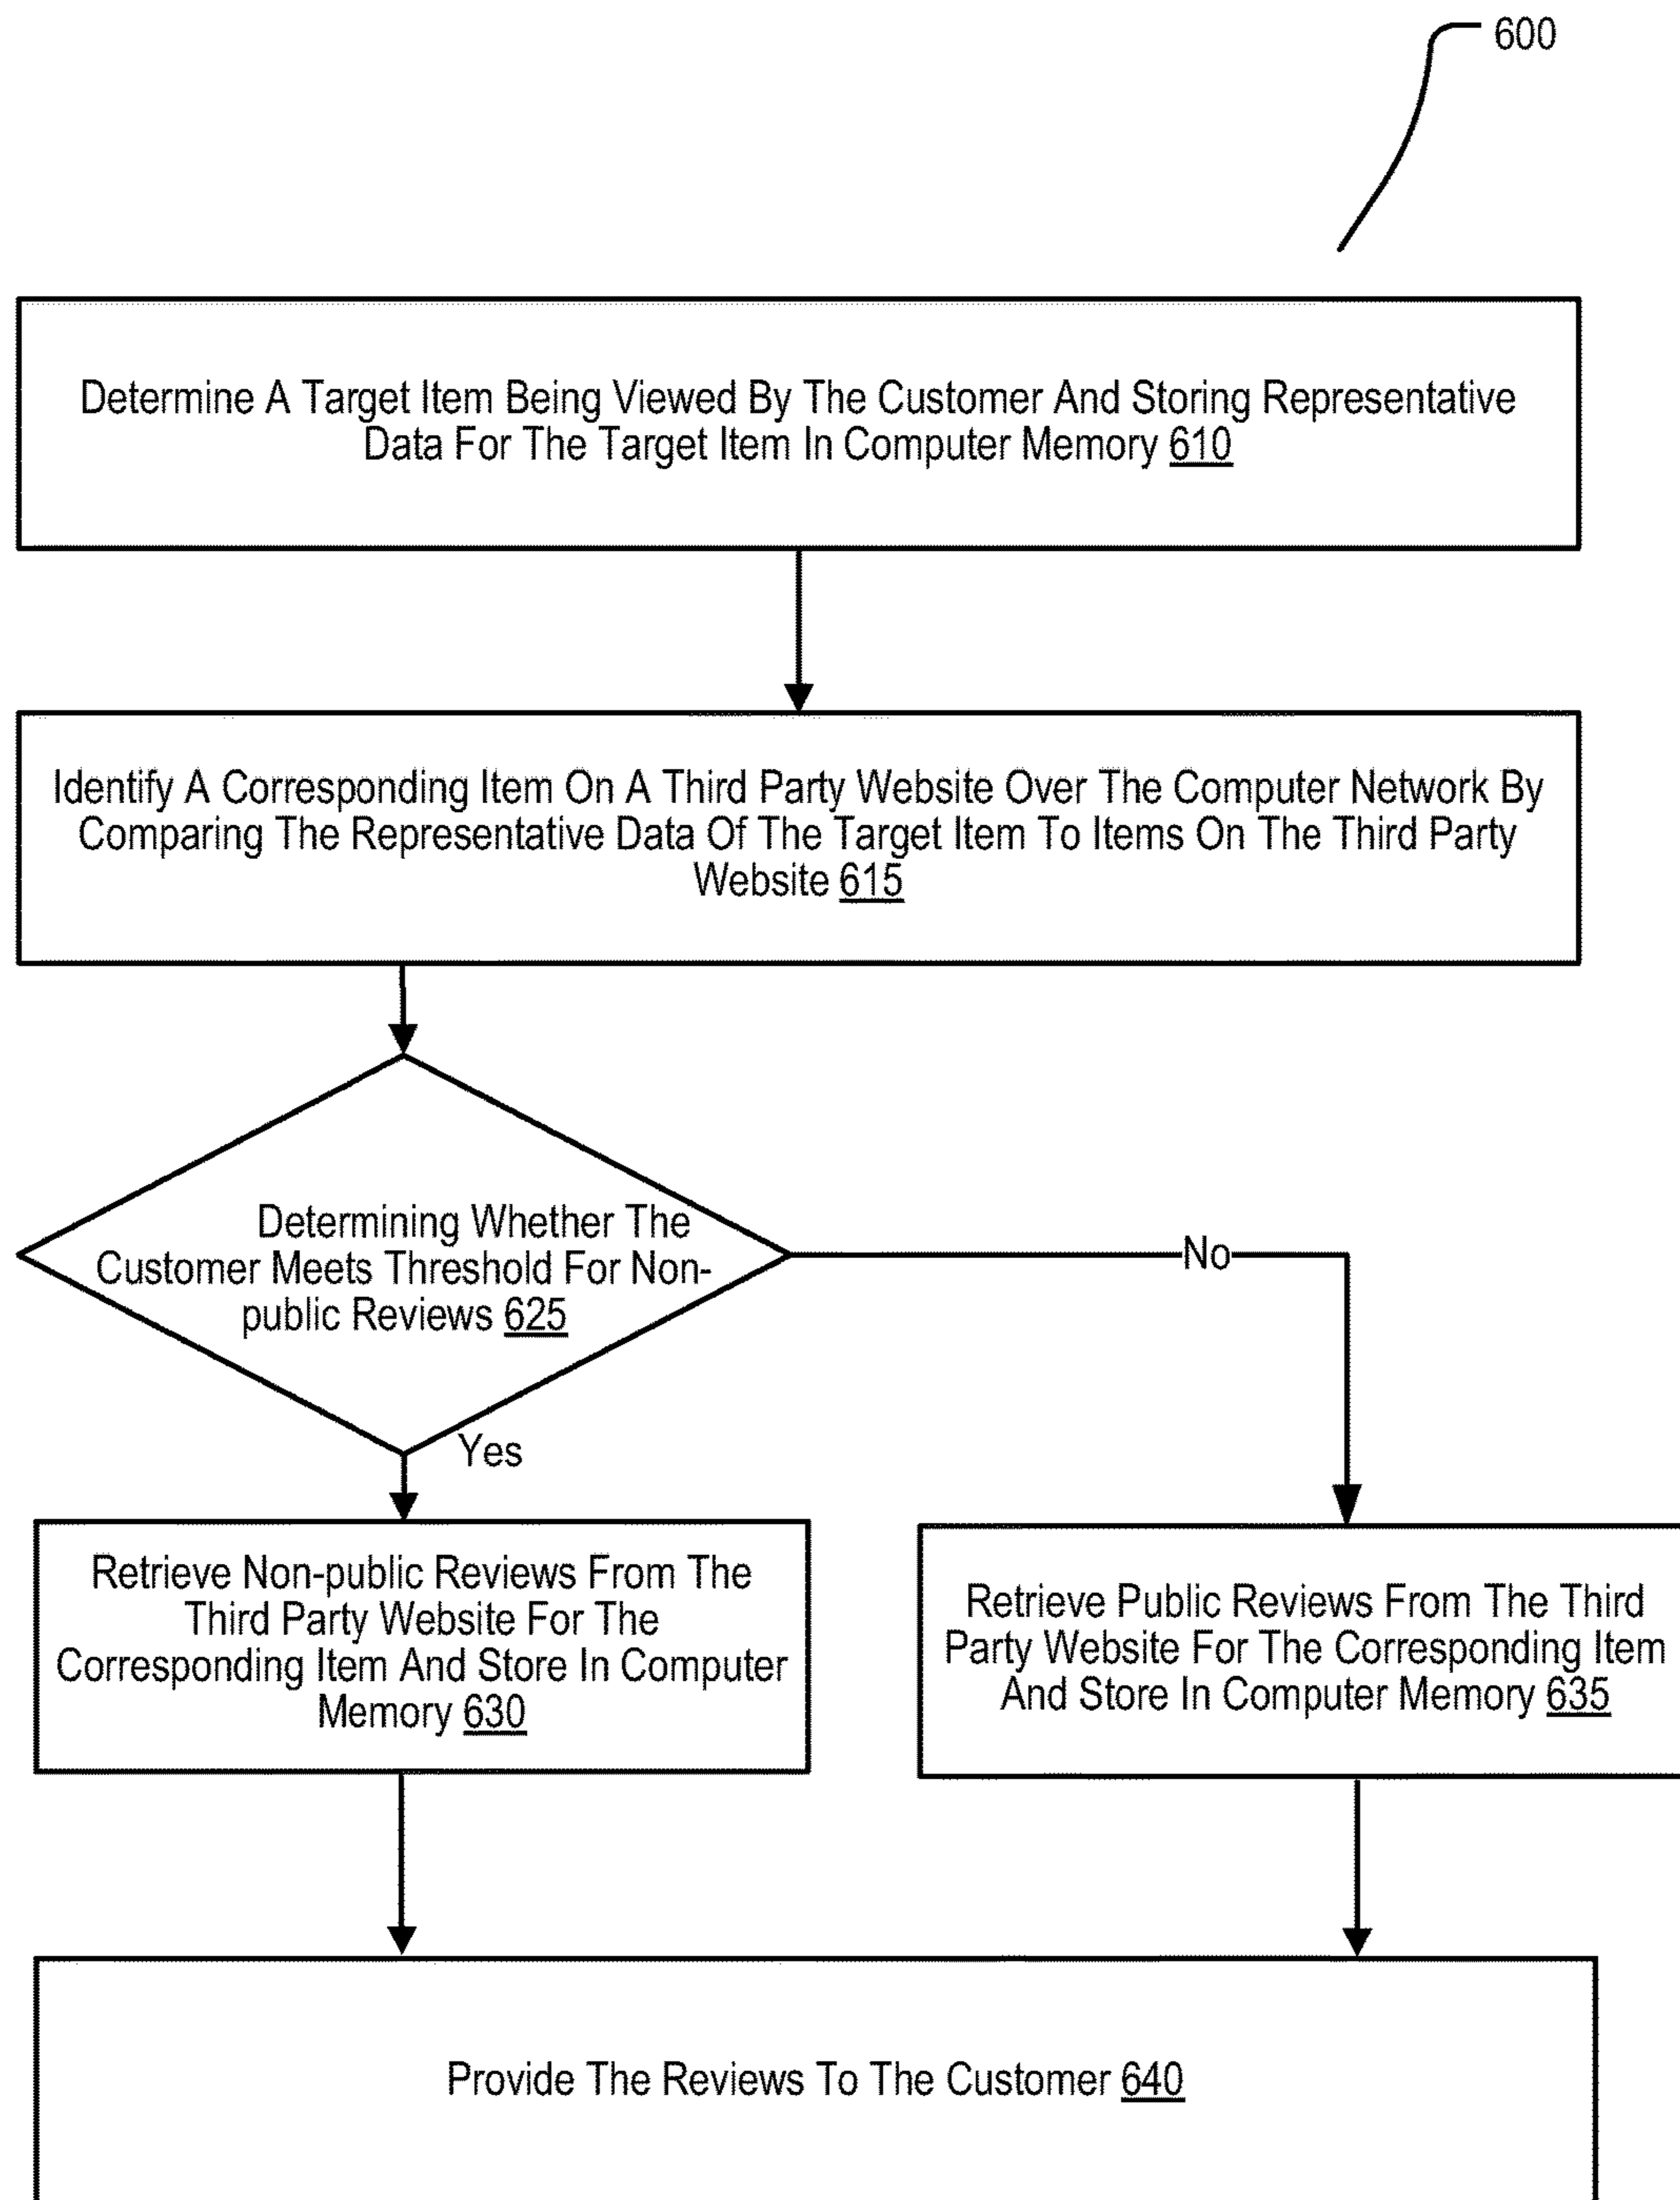 600
Determine A Target Item Being Viewed By The Customer And Storing Representative
Data For The Target Item In Computer Memory 610
Identify A Corresponding Item On A Third Party Website Over The Computer Network By
Comparing The Representative Data Of The Target Item To Items On The Third Party
Website 615
Determining Whether The
Customer Meets Threshold For Non-
public Reviews 625
No
Yes
Retrieve Non-public Reviews From The
Third Party Website For The
Corresponding Item And Store In Computer
Memory 630
Retrieve Public Reviews From The Third
Party Website For The Corresponding Item
And Store In Computer Memory 635
Provide The Reviews To The Customer 640